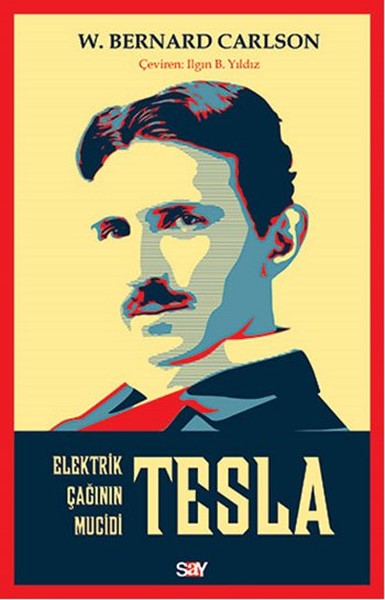 W. BERNARD CARLSON
Çeviren: Ilgın B. Yıldız
ELEKTRİK
ÇAĞININ
MUCİDİ
TESLA
say